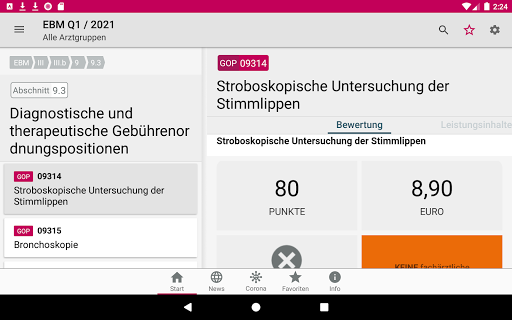 2:24
EBM Q1 / 2021
Alle Arztgruppen
EBM III III.b 9 9.3
Abschnitt 9.3
Diagnostische und
therapeutische Gebührenor
dnungspositionen
GOP 09314
Stroboskopische Untersuchung der
Stimmlippen
GOP 09315
Bronchoskopie
GOP 09314
Stroboskopische Untersuchung der
Stimmlippen
Bewertung Leistungsinhalte
Stroboskopische Untersuchung der Stimmlippen
80
PUNKTE
8,90
EURO
KEINE fachärztliche
Start News Corona Favoriten Info